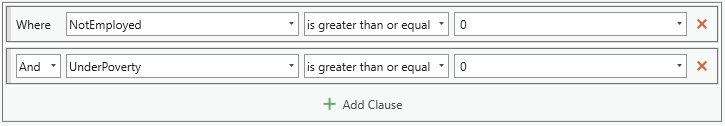 Where NotEmployed is greater than or equal 0
And UnderPoverty is greater than or equal 0
Add Clause